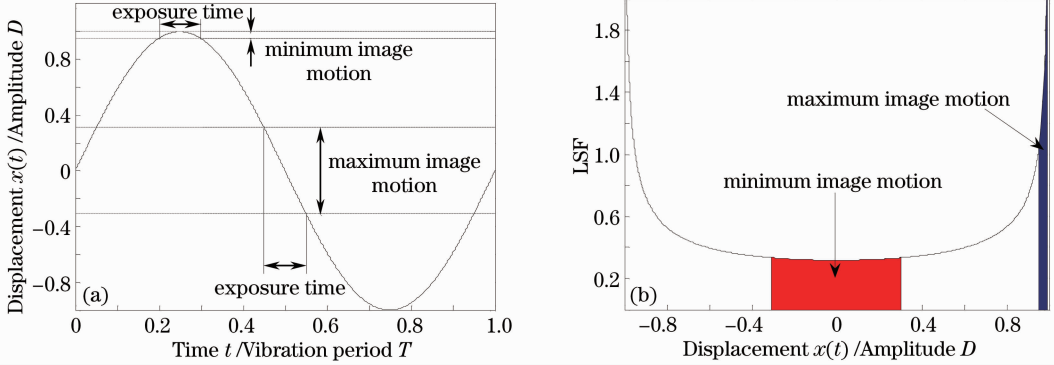 exposure time
minimum image
motion
maximum image
motion
exposure time
Displacement x(t) /Amplitude D
0.8
0.4
0
−0.4
−0.8
(a)
0 0.2 0.4 0.6 0.8 1.0
Time t /Vibration period T
LSF
1.8
1.4
1.0
0.6
0.2
maximum image motion
minimum image motion
(b)
−0.8 −0.4 0 0.4 0.8
Displacement x(t) /Amplitude D